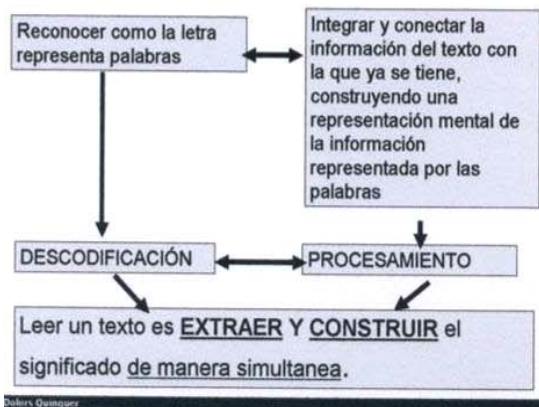 Reconocer como la letra
representa palabras
Integrar y conectar la
información del texto con
la que ya se tiene,
construyendo una
representación mental de
la información
representada por las
palabras
DESCODIFICACIÓN
PROCESAMIENTO
Leer un texto es EXTRAER Y CONSTRUIR el
significado de manera simultanea.
Dolors Quinquer